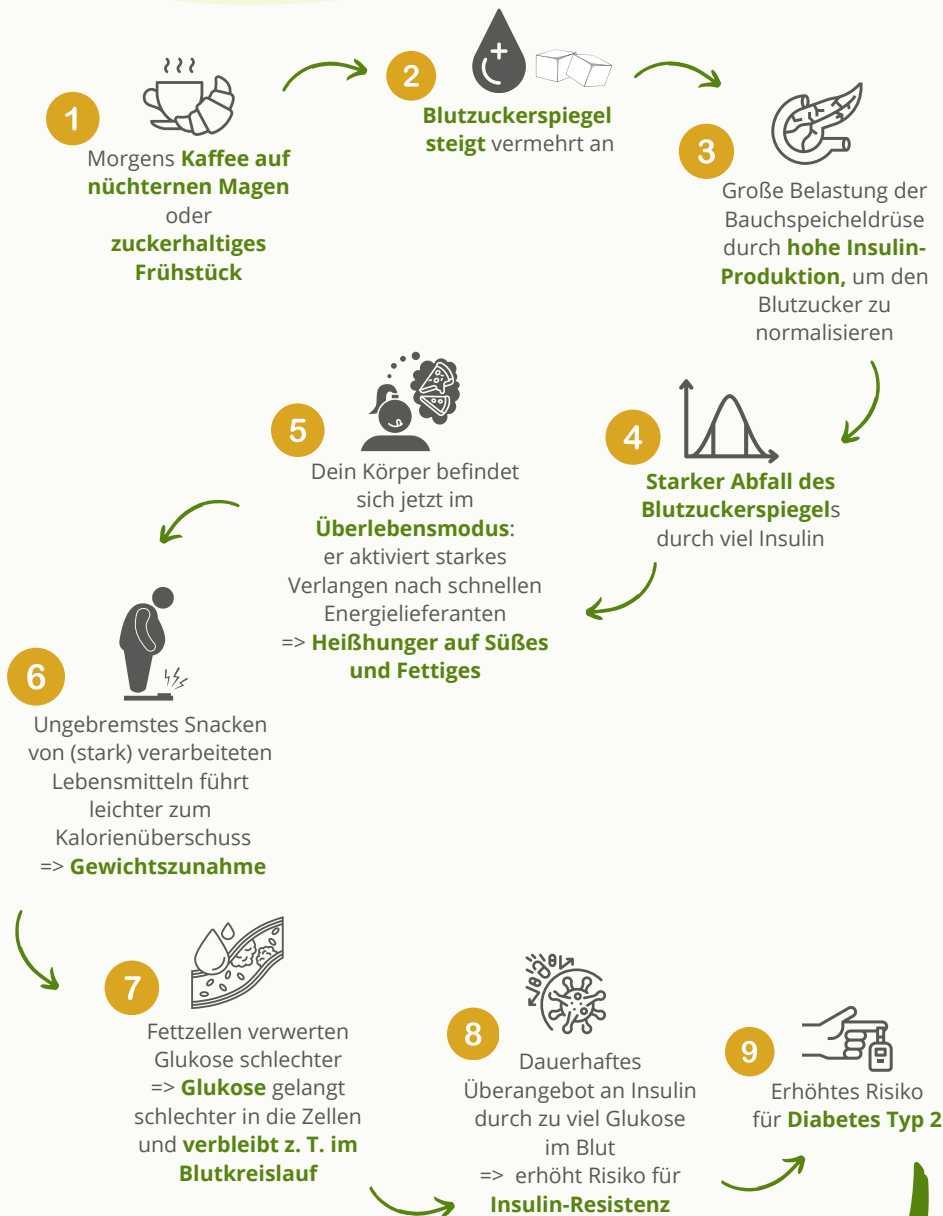 1
Morgens Kaffee auf
nüchternen Magen
oder
zuckerhaltiges
Frühstück
2
Blutzuckerspiegel
steigt vermehrt an
3
Große Belastung der
Bauchspeicheldrüse
durch hohe Insulin-
Produktion, um den
Blutzucker zu
normalisieren
4
Starker Abfall des
Blutzuckerspiegels
durch viel Insulin
5
Dein Körper befindet
sich jetzt im
Überlebensmodus:
er aktiviert starkes
Verlangen nach schnellen
Energielieferanten
=> Heißhunger auf Süßes
und Fettiges
6
Ungebremstes Snacken
von (stark) verarbeiteten
Lebensmitteln führt
leichter zum
Kalorienüberschuss
=> Gewichtszunahme
7
Fettzellen verwerten
Glukose schlechter
=> Glukose gelangt
schlechter in die Zellen
und verbleibt z. T. im
Blutkreislauf
8
Dauerhaftes
Überangebot an Insulin
durch zu viel Glukose
im Blut
=> erhöht Risiko für
Insulin-Resistenz
9
Erhöhtes Risiko
für Diabetes Typ 2